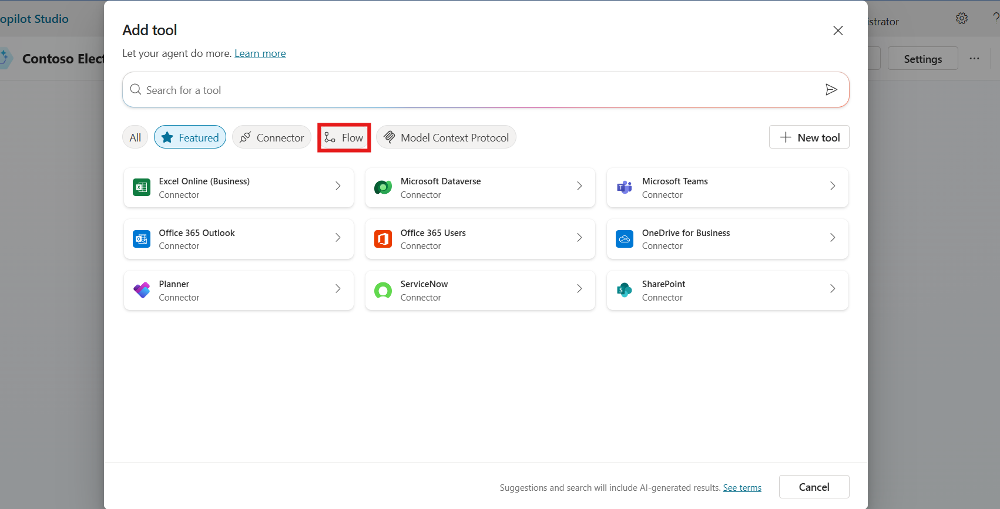 opilot Studio
istrator
Contoso Elect
Settings
Add tool
Let your agent do more. Learn more
Search for a tool
All
Featured
Connector
Flow
Model Context Protocol
New tool
Excel Online (Business)
Connector
Microsoft Dataverse
Connector
Microsoft Teams
Connector
Office 365 Outlook
Connector
Office 365 Users
Connector
OneDrive for Business
Connector
Planner
Connector
ServiceNow
Connector
SharePoint
Connector
Suggestions and search will include AI-generated results. See terms
Cancel